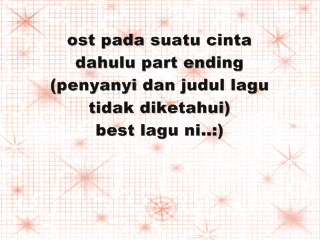 ost pada suatu cinta
dahulu part ending
(penyanyi dan judul lagu
tidak diketahui)
best lagu ni..:)